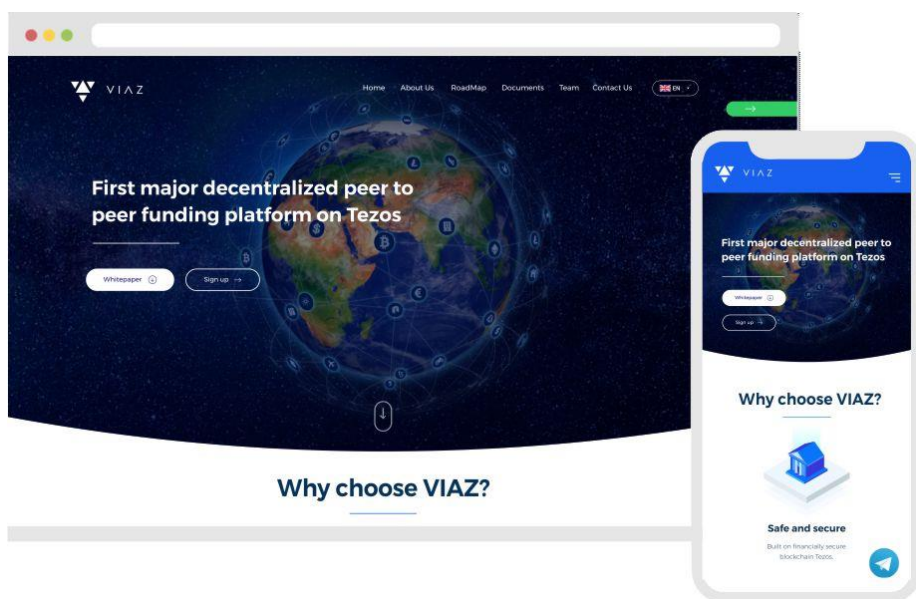 VIAZ
Home About Us RoadMap Documents Team Contact Us EN
First major decentralized peer to
peer funding platform on Tezos
Whitepaper
Sign up
Why choose VIAZ?
VIAZ
First major decentralized peer to
peer funding platform on Tezos
Whitepaper
Sign up
Why choose VIAZ?
Safe and secure
Built on financially secure
blockchain Tezos.